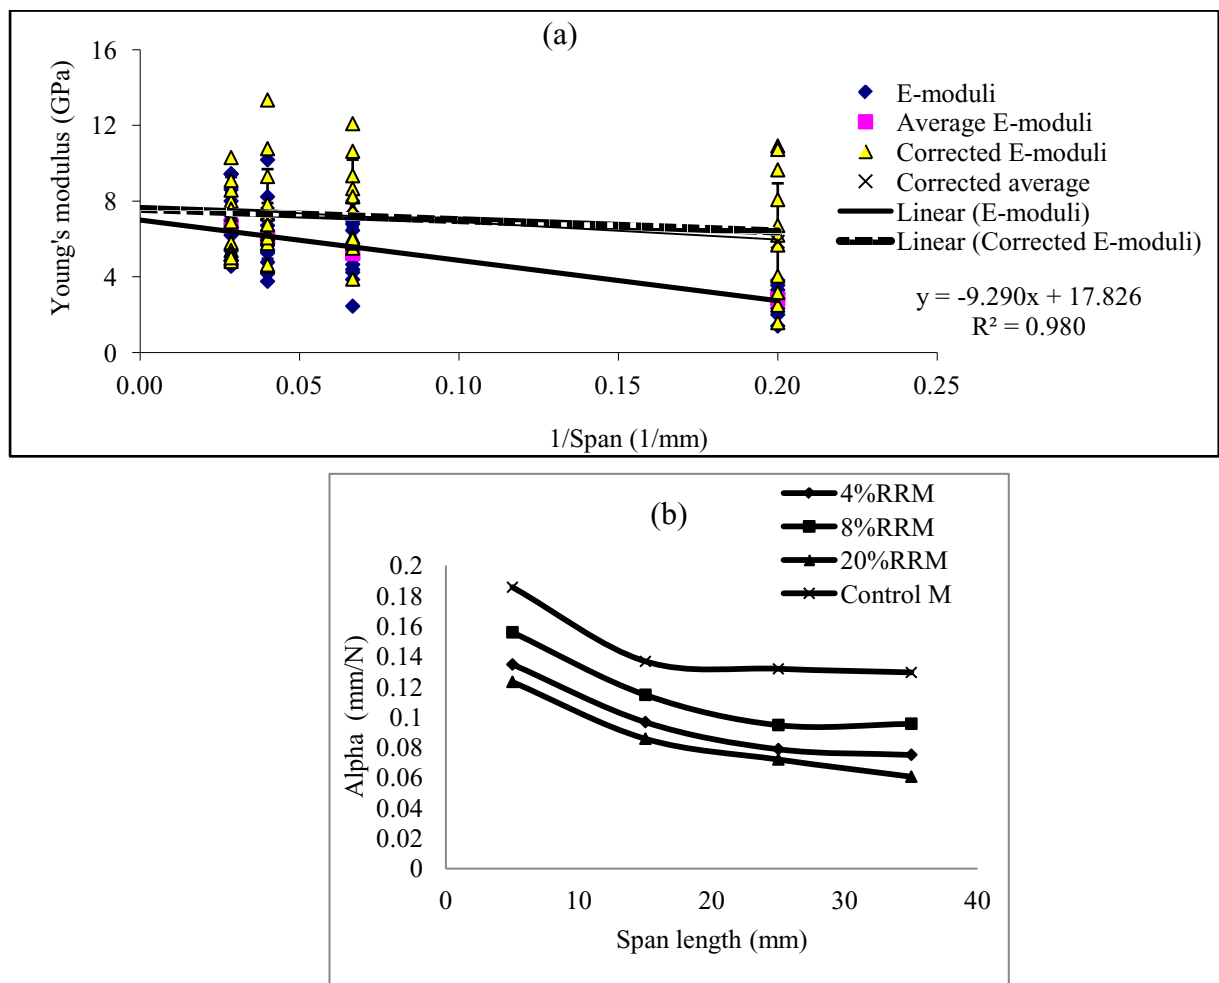 (a)
Young's modulus (GPa)
16
12
8
4
0
0.00 0.05 0.10 0.15 0.20 0.25
1/Span (1/mm)
E-moduli
Average E-moduli
Corrected E-moduli
Corrected average
Linear (E-moduli)
Linear (Corrected E-moduli)
y = -9.290x + 17.826
R² = 0.980
(b)
4%RRM
8%RRM
20%RRM
Control M
Alpha (mm/N)
0.2
0.18
0.16
0.14
0.12
0.1
0.08
0.06
0.04
0.02
0
0 10 20 30 40
Span length (mm)